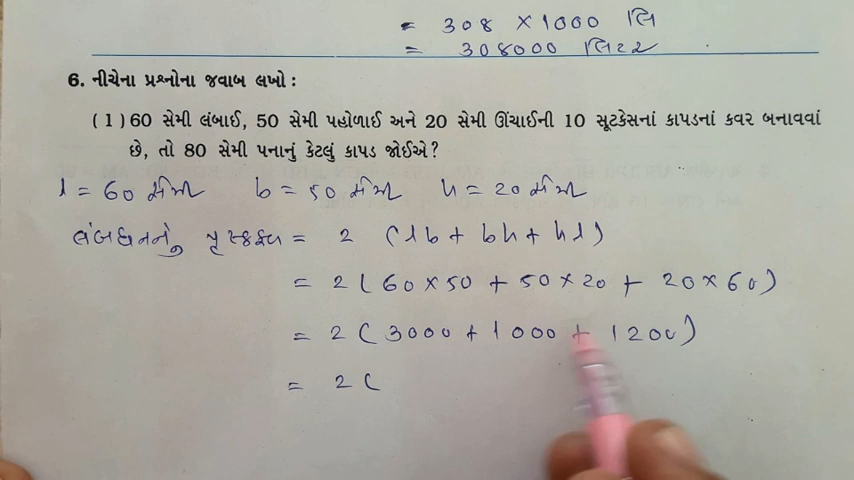 = 308 × 1000 લિ
= 308000 લિટર
6. નીચેના પ્રશ્નોના જવાબ લખો :
(1) 60 સેમી લંબાઈ, 50 સેમી પહોળાઈ અને 20 સેમી ઊંચાઈની 10 સૂટકેસનાં કાપડનાં કવર બનાવવાં
છે, તો 80 સેમી પનાનું કેટલું કાપડ જોઈએ ?
l = 60 સેમી b = 50 સેમી h = 20 સેમી
લંબઘનનું પૃષ્ઠફળ = 2 (lb + bh + hl)
= 2 (60 × 50 + 50 × 20 + 20 × 60)
= 2 (3000 + 1000 + 1200)
= 2 (